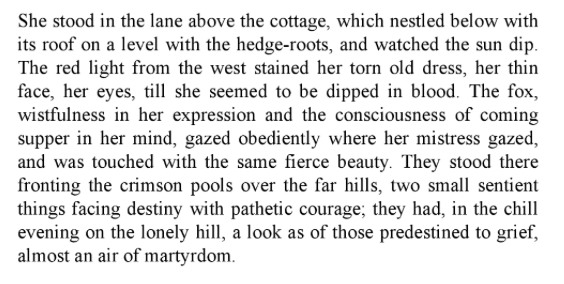 She stood in the lane above the cottage, which nestled below with
its roof on a level with the hedge-roots, and watched the sun dip.
The red light from the west stained her torn old dress, her thin
face, her eyes, till she seemed to be dipped in blood. The fox,
wistfulness in her expression and the consciousness of coming
supper in her mind, gazed obediently where her mistress gazed,
and was touched with the same fierce beauty. They stood there
fronting the crimson pools over the far hills, two small sentient
things facing destiny with pathetic courage; they had, in the chill
evening on the lonely hill, a look as of those predestined to grief,
almost an air of martyrdom.